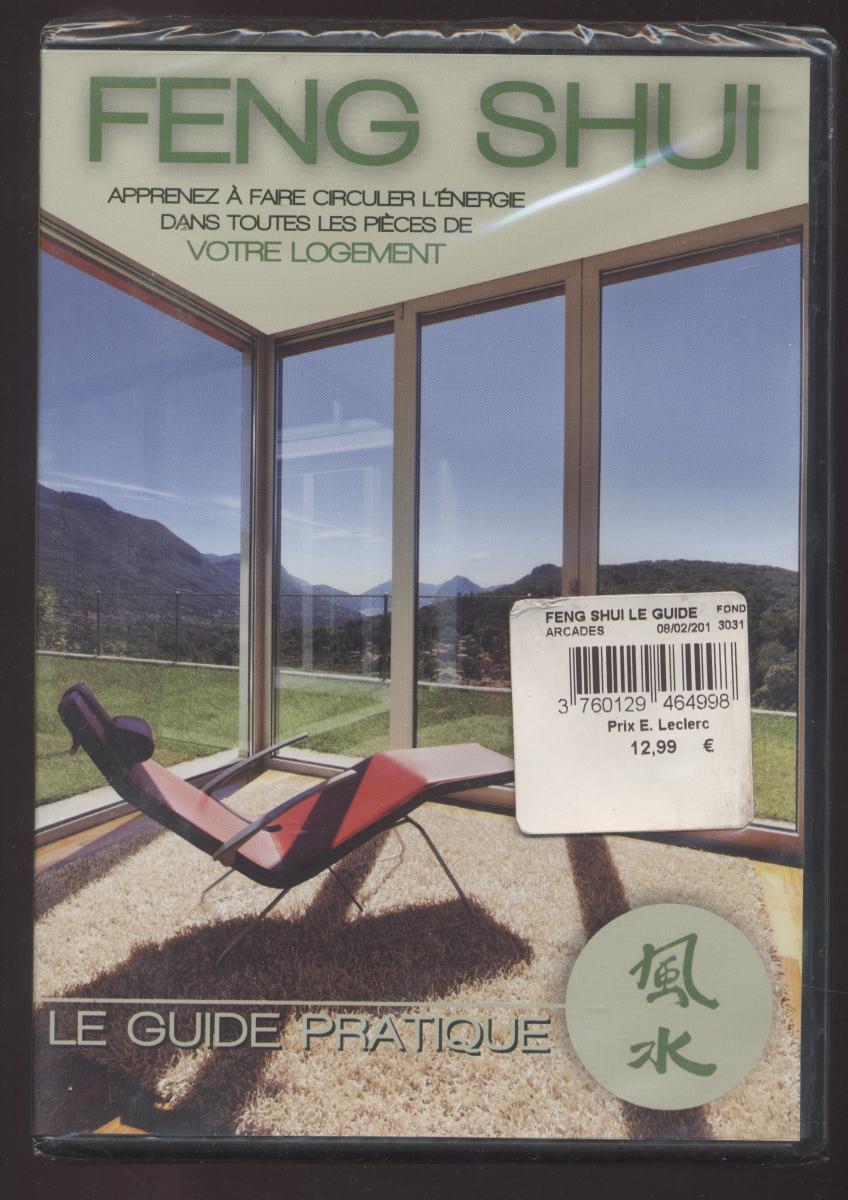 FENG SHUI
APPRENEZ À FAIRE CIRCULER L'ÉNERGIE
DANS TOUTES LES PIÈCES DE
VOTRE LOGEMENT
FENG SHUI LE GUIDE FOND
ARCADES 08/02/201 3031
3 760129 464998
Prix E. Leclerc
12,99 €
LE GUIDE PRATIQUE
風
水